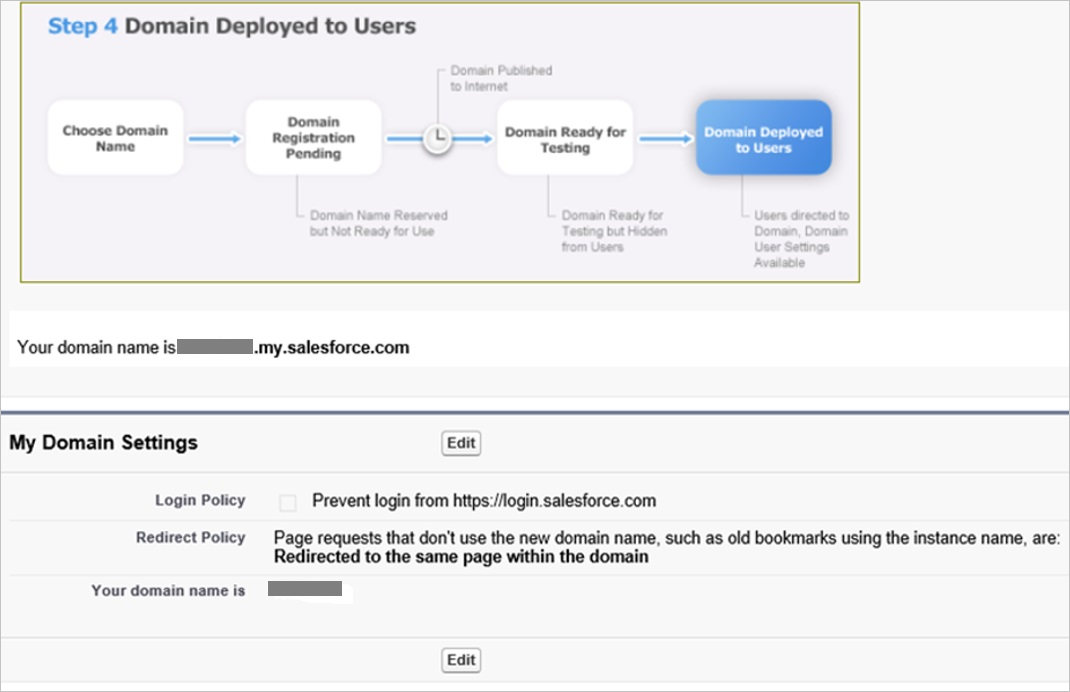 Step 4 Domain Deployed to Users
Domain Published
to Internet
Choose Domain
Name
Domain
Registration
Pending
Domain Ready for
Testing
Domain Deployed
to Users
Domain Name Reserved
but Not Ready for Use
Domain Ready for
Testing but Hidden
from Users
Users directed to
Domain, Domain
User Settings
Available
Your domain name is .my.salesforce.com
My Domain Settings Edit
Login Policy Prevent login from https://login.salesforce.com
Redirect Policy Page requests that don't use the new domain name, such as old bookmarks using the instance name, are:
Redirected to the same page within the domain
Your domain name is
Edit